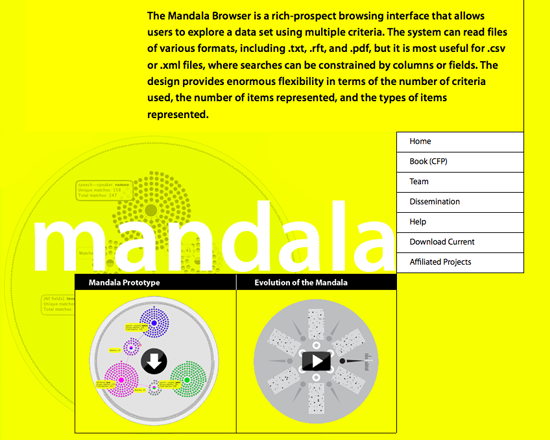 The Mandala Browser is a rich-prospect browsing interface that allows
users to explore a data set using multiple criteria. The system can read files
of various formats, including .txt, .rft, and .pdf, but it is most useful for .csv
or .xml files, where searches can be constrained by columns or fields. The
design provides enormous flexibility in terms of the number of criteria
used, the number of items represented, and the types of items
represented.
Home
Book (CFP)
Team
Dissemination
Help
Download Current
Affiliated Projects
mandala
Mandala Prototype
Evolution of the Mandala